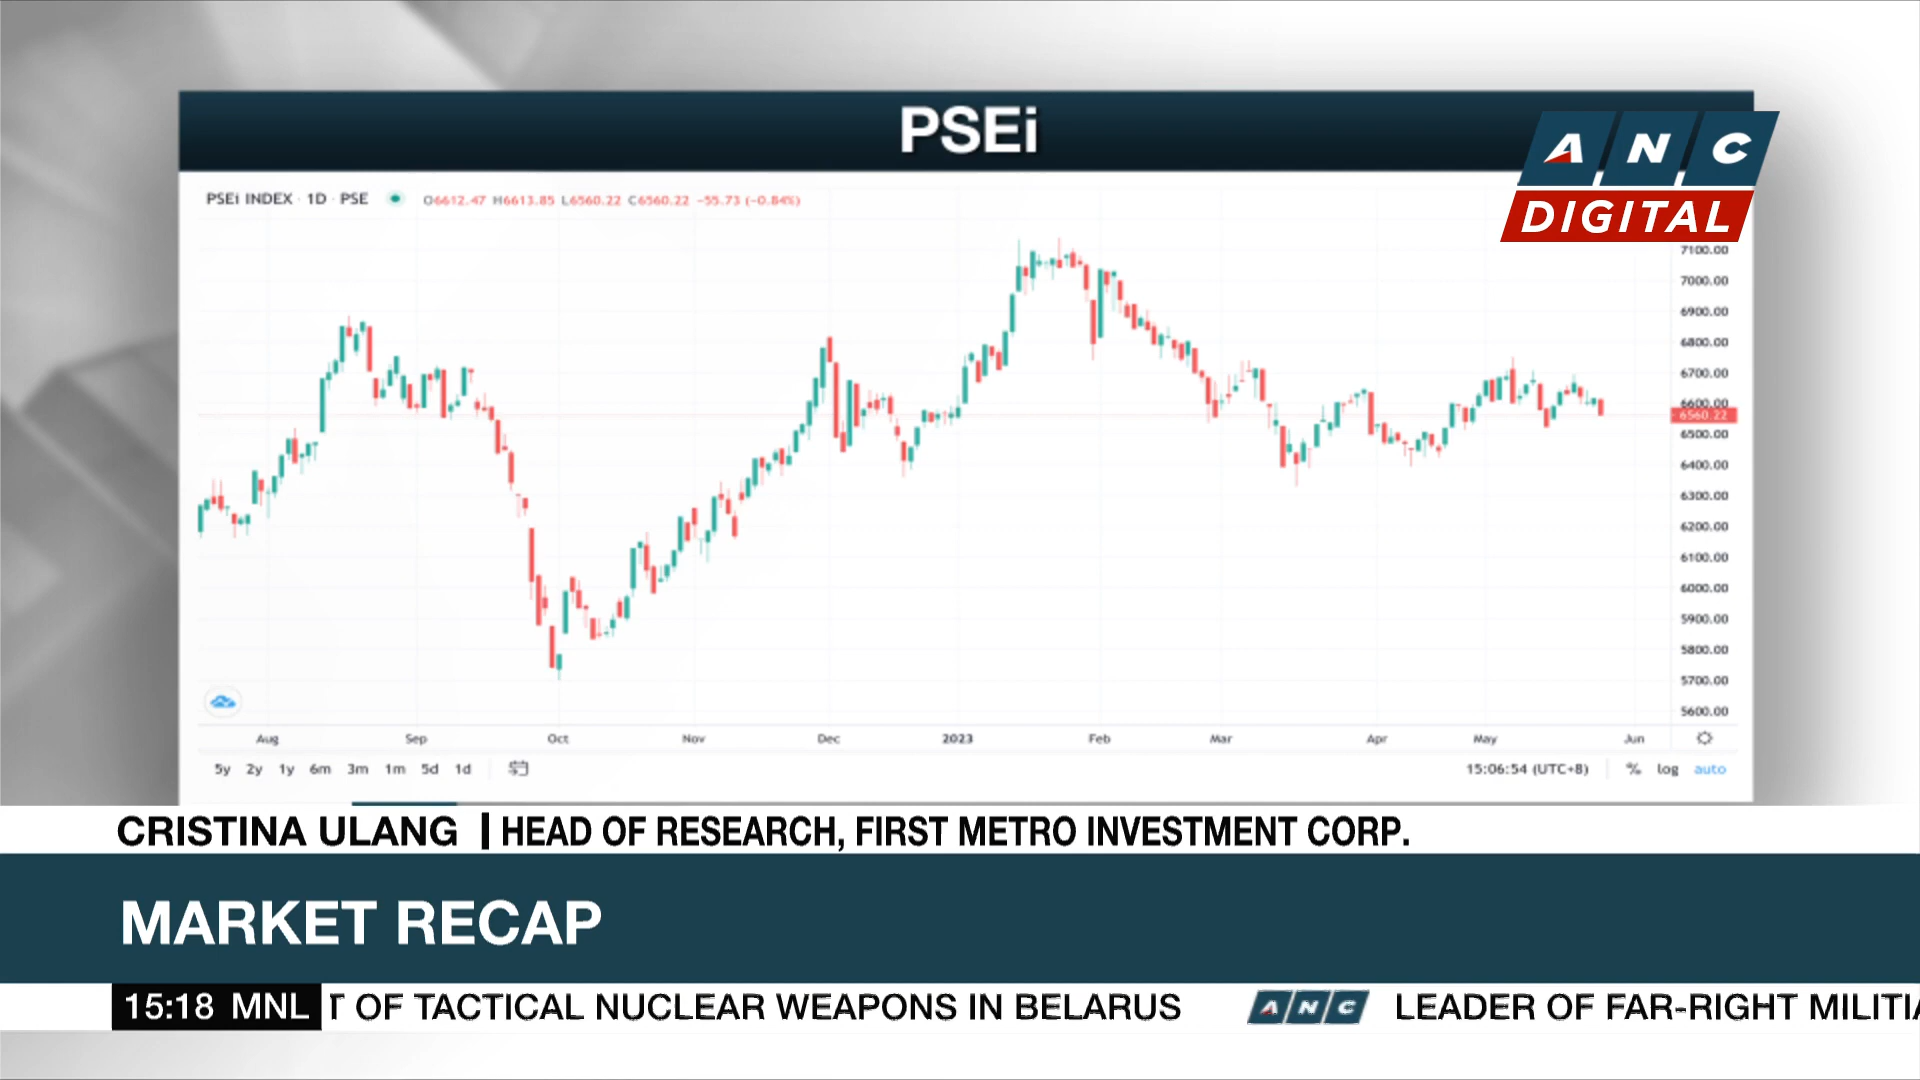 PSEi
ANC
DIGITAL
PSEi INDEX · 1D · PSE O6612.47 H6613.85 L6560.22 C6560.22 −55.73 (−0.84%)
7100.00
7000.00
6900.00
6800.00
6700.00
6600.00
6560.22
6500.00
6400.00
6300.00
6200.00
6100.00
6000.00
5900.00
5800.00
5700.00
5600.00
Aug Sep Oct Nov Dec 2023 Feb Mar Apr May Jun
5y 2y 1y 6m 3m 1m 5d 1d 15:06:54 (UTC+8) % log auto
CRISTINA ULANG | HEAD OF RESEARCH, FIRST METRO INVESTMENT CORP.
MARKET RECAP
15:18 MNL T OF TACTICAL NUCLEAR WEAPONS IN BELARUS ANC LEADER OF FAR-RIGHT MILITIA